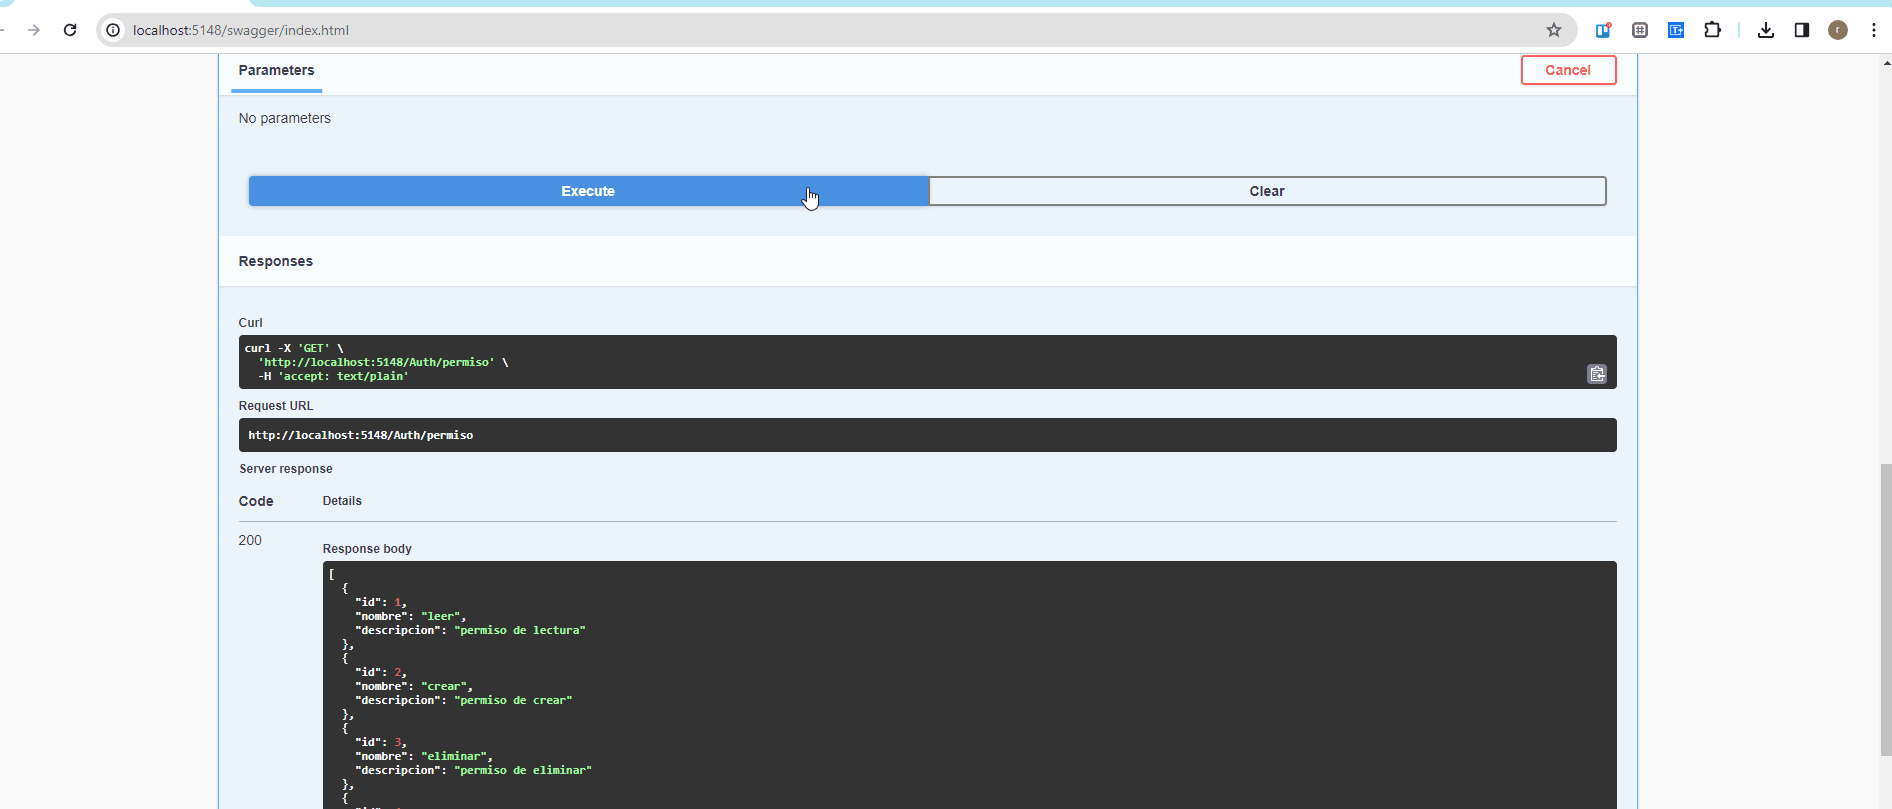 localhost:5148/swagger/index.html
r
Parameters
Cancel
No parameters
Execute
Clear
Responses
Curl
curl -X 'GET' \
'http://localhost:5148/Auth/permiso' \
-H 'accept: text/plain'
Request URL
http://localhost:5148/Auth/permiso
Server response
Code
Details
200
Response body
[
{
"id": 1,
"nombre": "leer",
"descripcion": "permiso de lectura"
},
{
"id": 2,
"nombre": "crear",
"descripcion": "permiso de crear"
},
{
"id": 3,
"nombre": "eliminar",
"descripcion": "permiso de eliminar"
},
{